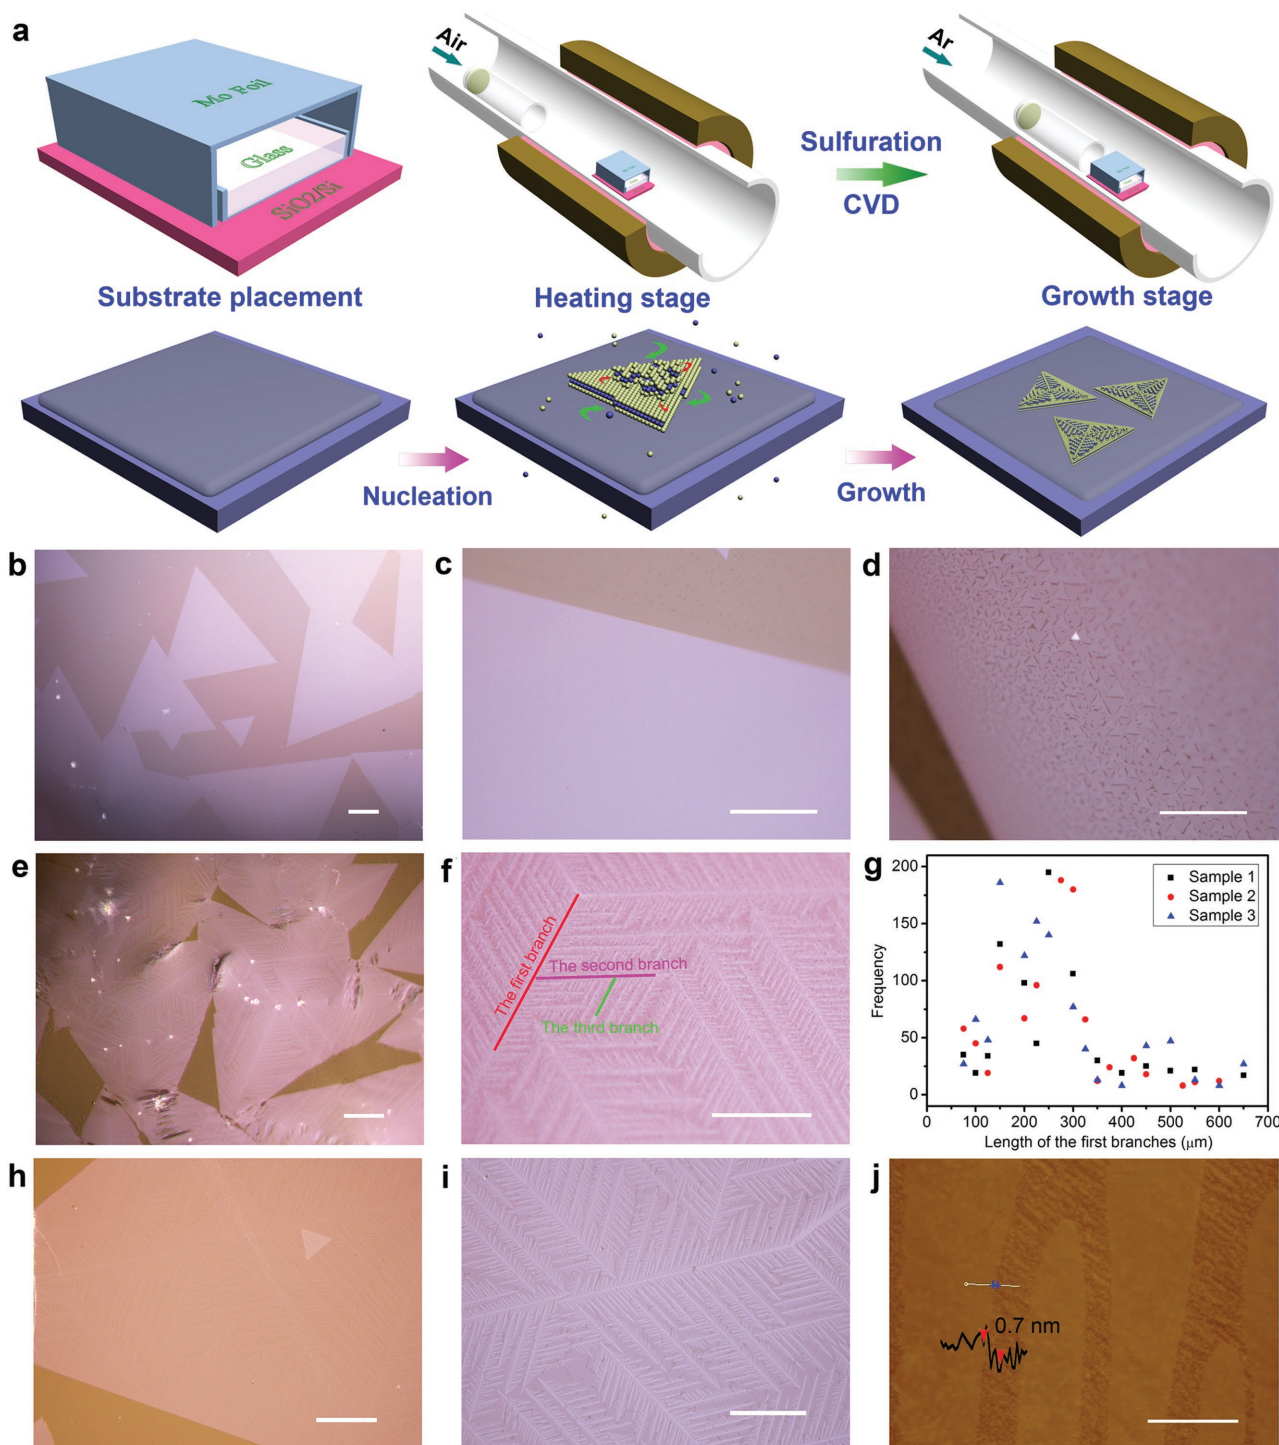 a
Mo Foil
Glass
SiO2/Si
Air
Sulfuration
CVD
Ar
Substrate placement
Heating stage
Growth stage
Nucleation
Growth
b
c
d
e
f
The first branch
The second branch
The third branch
g
200
150
100
50
0
Frequency
Sample 1
Sample 2
Sample 3
0 100 200 300 400 500 600 700
Length of the first branches (μm)
h
i
j
0.7 nm